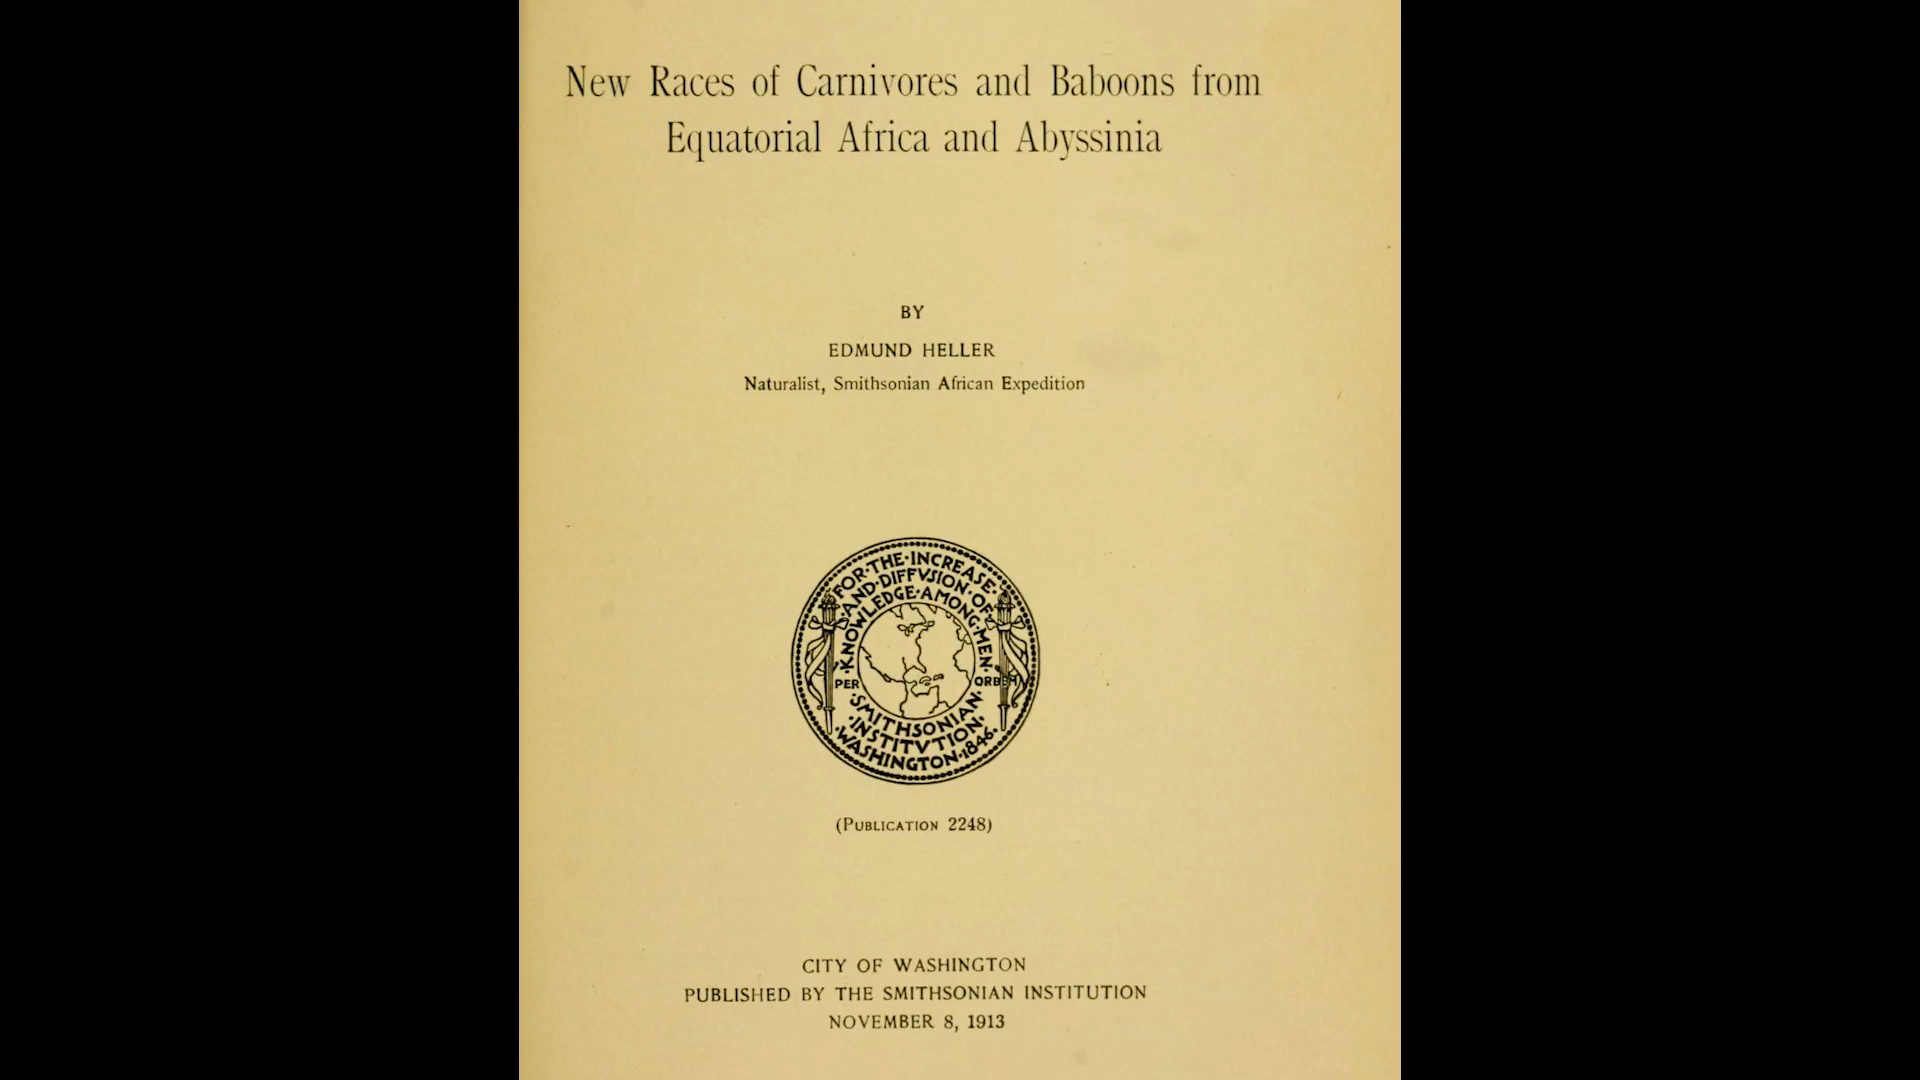 New Races of Carnivores and Baboons from
Equatorial Africa and Abyssinia
BY
EDMUND HELLER
Naturalist, Smithsonian African Expedition
FOR·THE·INCREASE·
AND·DIFFVSION·OF·
KNOWLEDGE·AMONG·MEN·
PER ORBEM
·SMITHSONIAN·
·INSTITVTION·
·WASHINGTON·1846·
(PUBLICATION 2248)
CITY OF WASHINGTON
PUBLISHED BY THE SMITHSONIAN INSTITUTION
NOVEMBER 8, 1913